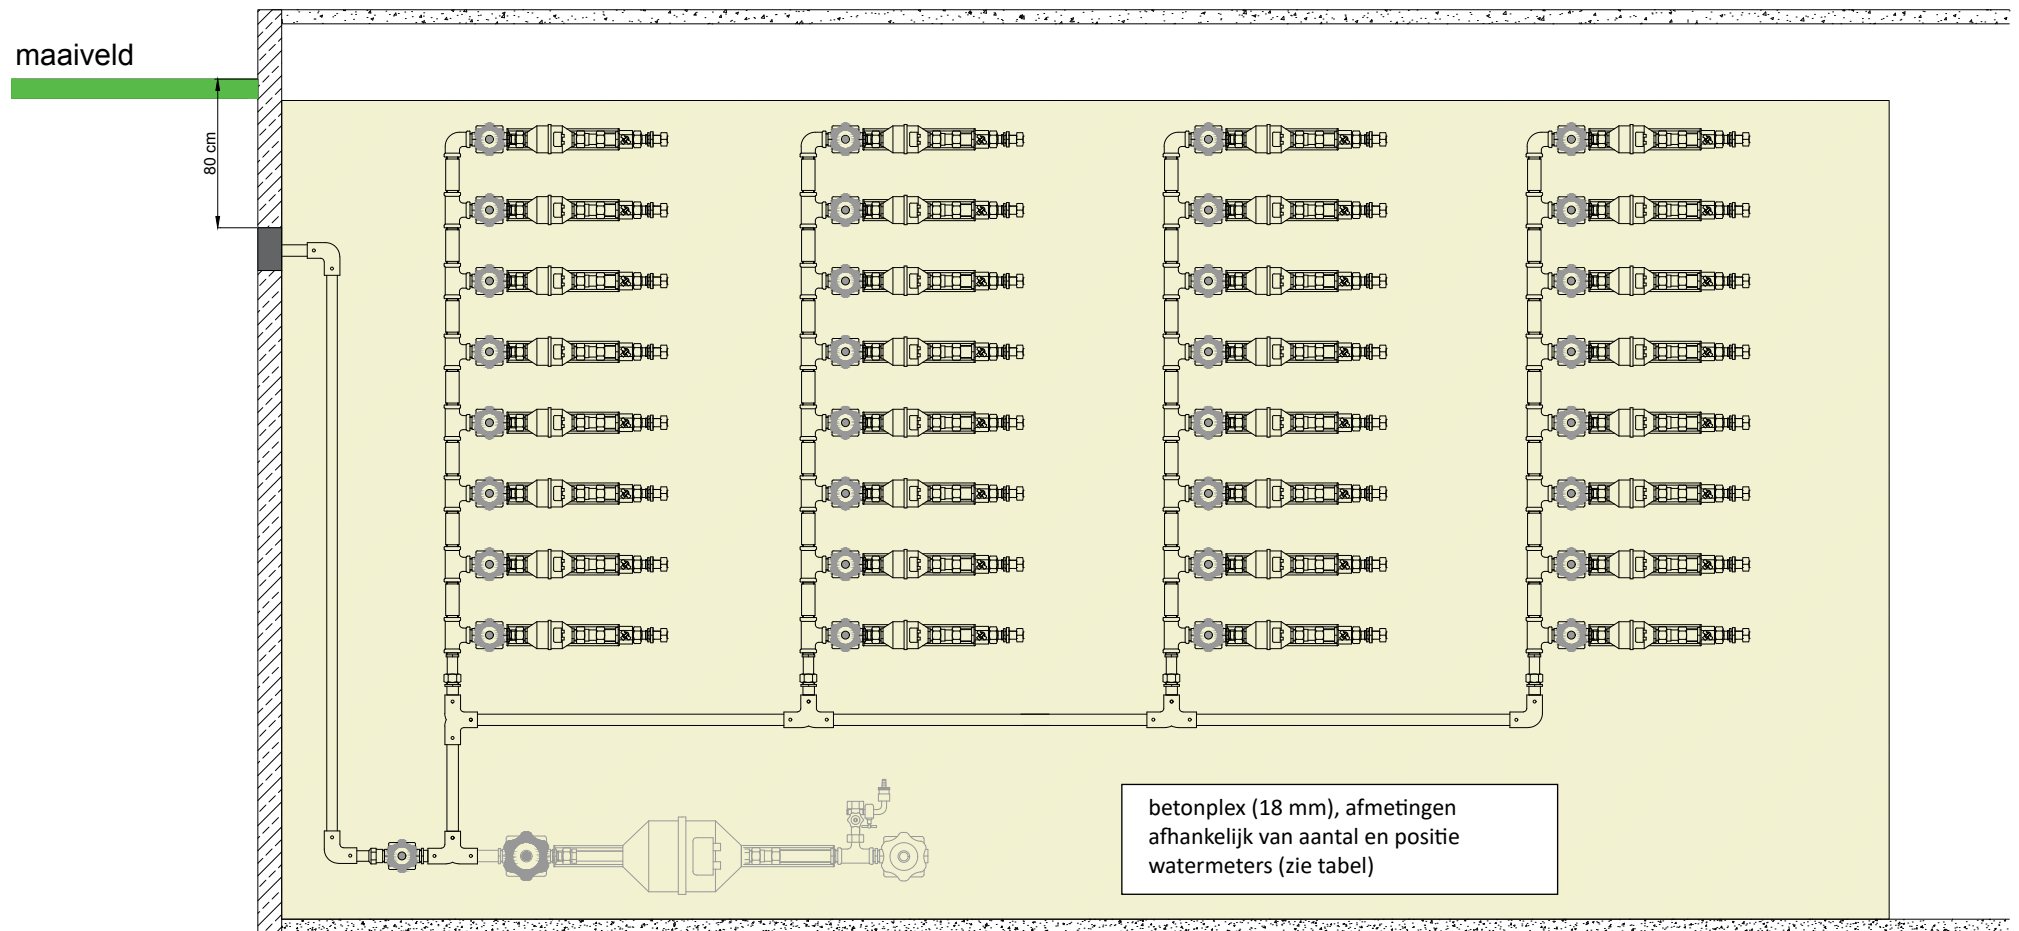 maaiveld
80 cm
betonplex (18 mm), afmetingen
afhankelijk van aantal en positie
watermeters (zie tabel)